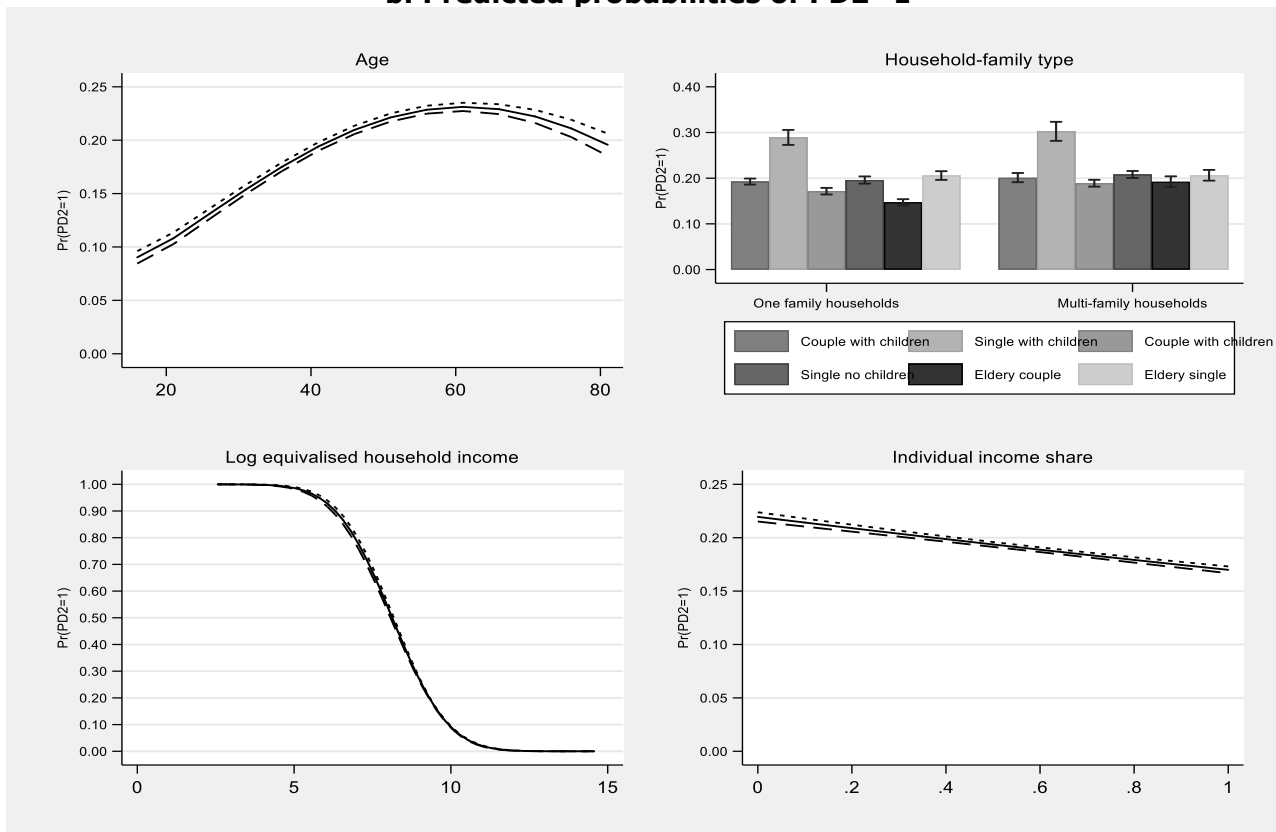 b. Predicted probabilities of PD2=1
Age
0.25
0.20
0.15
0.10
0.05
0.00
Pr(PD2=1)
20 40 60 80
Household-family type
0.40
0.30
0.20
0.10
0.00
Pr(PD2=1)
One family households Multi-family households
Couple with children Single with children Couple with children
Single no children Eldery couple Eldery single
Log equivalised household income
1.00
0.90
0.80
0.70
0.60
0.50
0.40
0.30
0.20
0.10
0.00
Pr(PD2=1)
0 5 10 15
Individual income share
0.25
0.20
0.15
0.10
0.05
0.00
Pr(PD2=1)
0 .2 .4 .6 .8 1